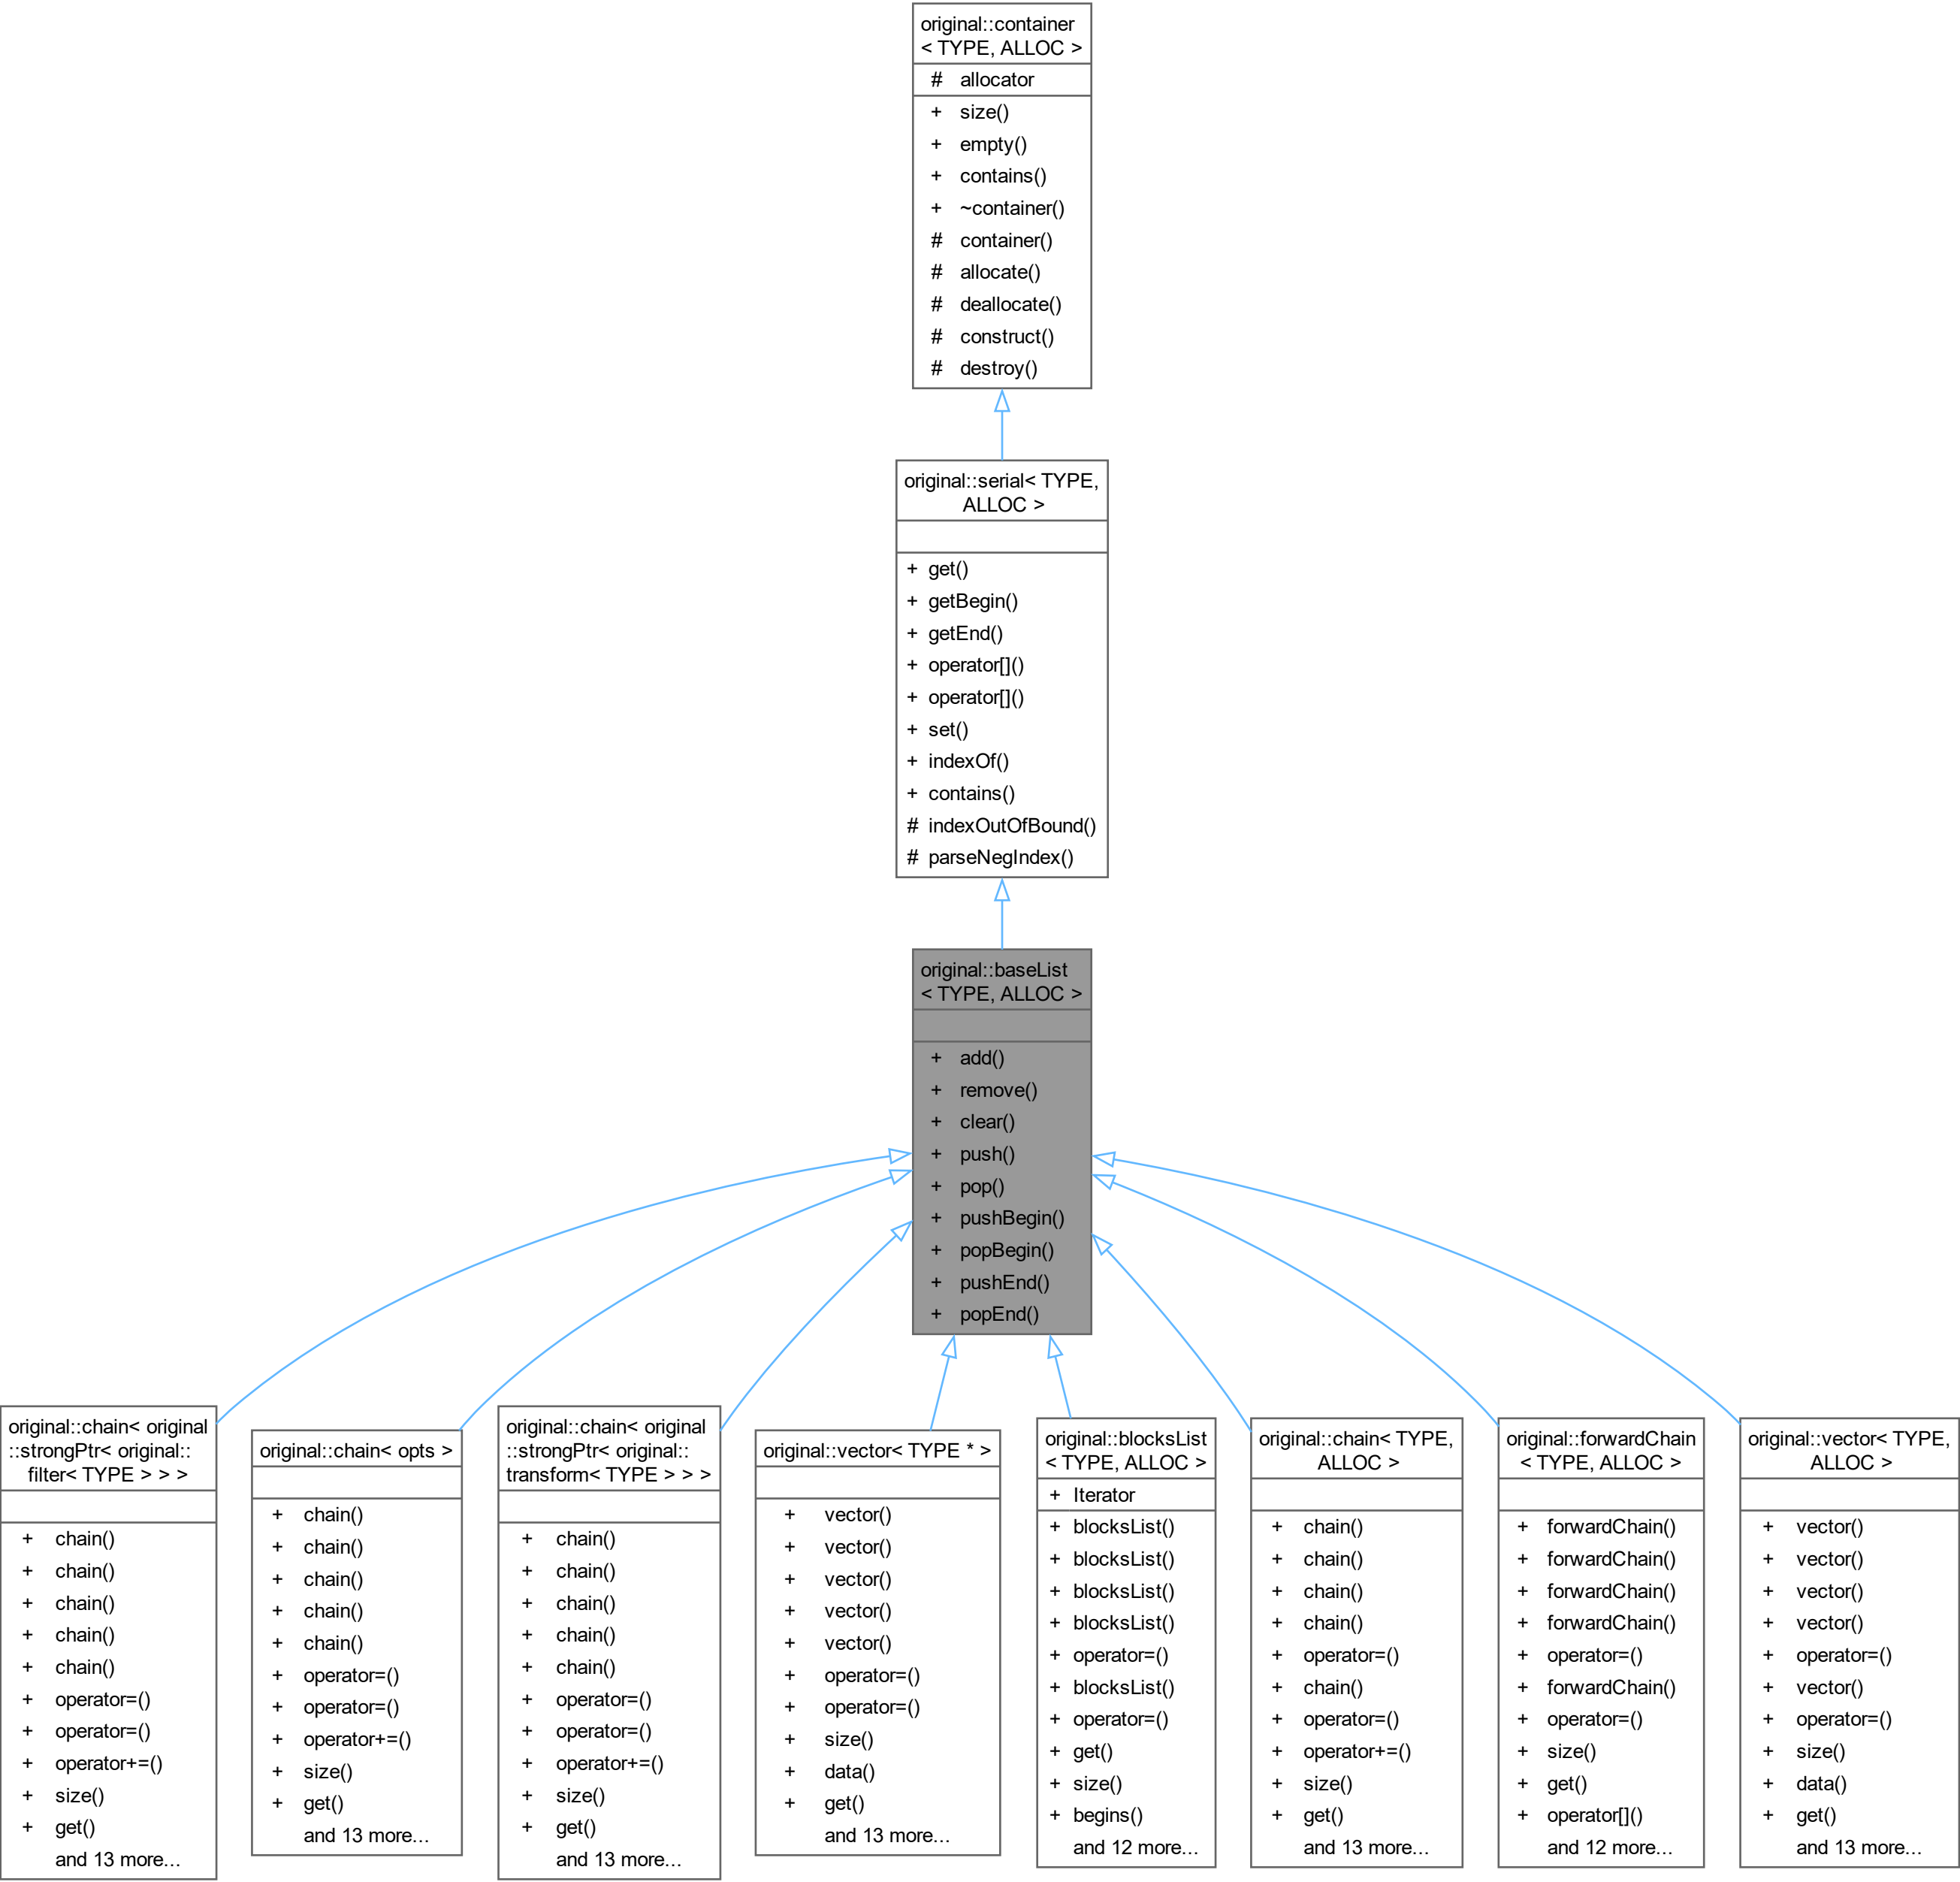 original::container
< TYPE, ALLOC >
# allocator
+ size()
+ empty()
+ contains()
+ ~container()
# container()
# allocate()
# deallocate()
# construct()
# destroy()
original::serial< TYPE,
ALLOC >
+ get()
+ getBegin()
+ getEnd()
+ operator[]()
+ operator[]()
+ set()
+ indexOf()
+ contains()
# indexOutOfBound()
# parseNegIndex()
original::baseList
< TYPE, ALLOC >
+ add()
+ remove()
+ clear()
+ push()
+ pop()
+ pushBegin()
+ popBegin()
+ pushEnd()
+ popEnd()
original::chain< original
::strongPtr< original::
filter< TYPE > > >
+ chain()
+ chain()
+ chain()
+ chain()
+ chain()
+ operator=()
+ operator=()
+ operator+=()
+ size()
+ get()
and 13 more...
original::chain< opts >
+ chain()
+ chain()
+ chain()
+ chain()
+ chain()
+ operator=()
+ operator=()
+ operator+=()
+ size()
+ get()
and 13 more...
original::chain< original
::strongPtr< original::
transform< TYPE > > >
+ chain()
+ chain()
+ chain()
+ chain()
+ chain()
+ operator=()
+ operator=()
+ operator+=()
+ size()
+ get()
and 13 more...
original::vector< TYPE * >
+ vector()
+ vector()
+ vector()
+ vector()
+ vector()
+ operator=()
+ operator=()
+ size()
+ data()
+ get()
and 13 more...
original::blocksList
< TYPE, ALLOC >
+ Iterator
+ blocksList()
+ blocksList()
+ blocksList()
+ blocksList()
+ operator=()
+ blocksList()
+ operator=()
+ get()
+ size()
+ begins()
and 12 more...
original::chain< TYPE,
ALLOC >
+ chain()
+ chain()
+ chain()
+ chain()
+ operator=()
+ chain()
+ operator=()
+ operator+=()
+ size()
+ get()
and 13 more...
original::forwardChain
< TYPE, ALLOC >
+ forwardChain()
+ forwardChain()
+ forwardChain()
+ forwardChain()
+ operator=()
+ forwardChain()
+ operator=()
+ size()
+ get()
+ operator[]()
and 12 more...
original::vector< TYPE,
ALLOC >
+ vector()
+ vector()
+ vector()
+ vector()
+ operator=()
+ vector()
+ operator=()
+ size()
+ data()
+ get()
and 13 more...